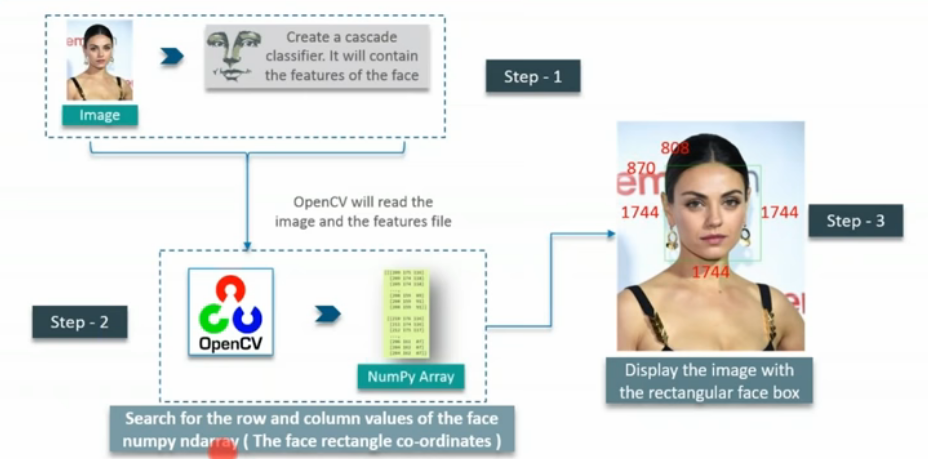 Create a cascade
classifier. It will contain
the features of the face
Image
Step - 1
OpenCV will read the
image and the features file
808
870
1744
1744
1744
Step - 3
Step - 2
OpenCV
NumPy Array
Display the image with
the rectangular face box
Search for the row and column values of the face
numpy ndarray ( The face rectangle co-ordinates )